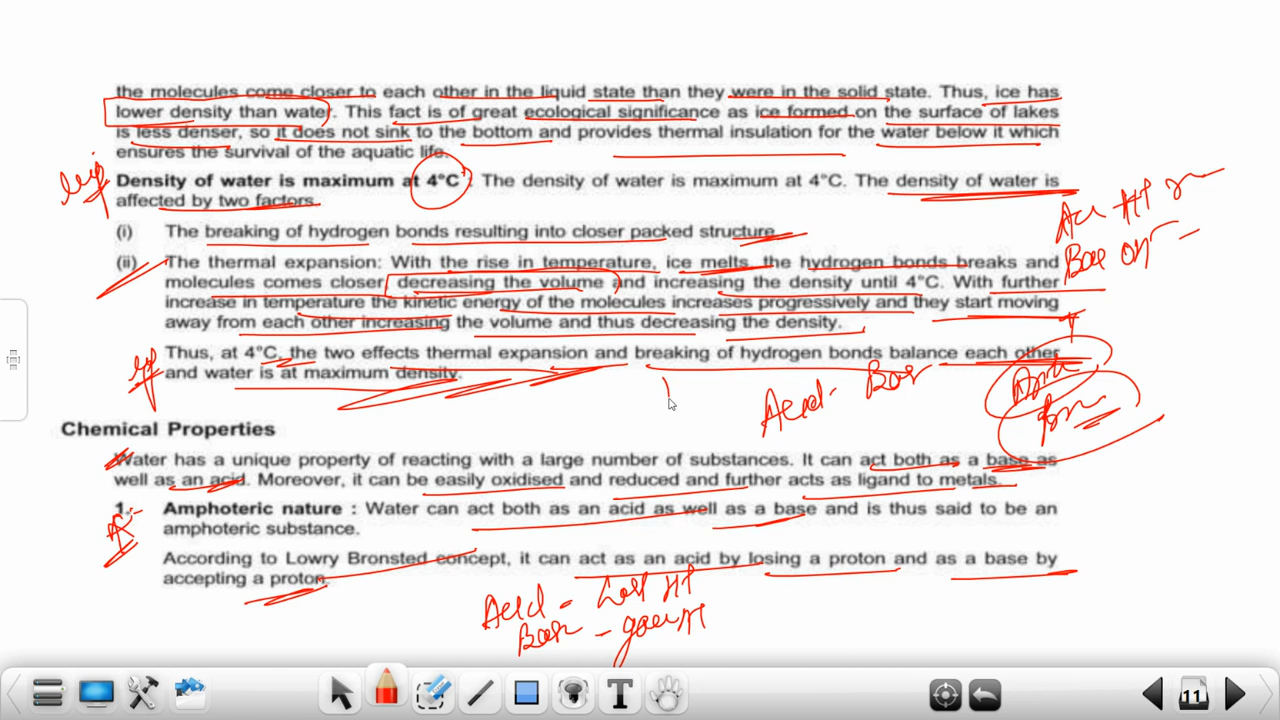 the molecules come closer to each other in the liquid state than they were in the solid state. Thus, ice has
lower density than water. This fact is of great ecological significance as ice formed on the surface of lakes
is less denser, so it does not sink to the bottom and provides thermal insulation for the water below it which
ensures the survival of the aquatic life.
Density of water is maximum at 4°C : The density of water is maximum at 4°C. The density of water is
affected by two factors.
(i) The breaking of hydrogen bonds resulting into closer packed structure.
(ii) The thermal expansion: With the rise in temperature, ice melts, the hydrogen bonds breaks and
molecules comes closer decreasing the volume and increasing the density until 4°C. With further
increase in temperature the kinetic energy of the molecules increases progressively and they start moving
away from each other increasing the volume and thus decreasing the density.
Thus, at 4°C, the two effects thermal expansion and breaking of hydrogen bonds balance each other
and water is at maximum density.
Acid - Base
Chemical Properties
Water has a unique property of reacting with a large number of substances. It can act both as a base as
well as an acid. Moreover, it can be easily oxidised and reduced and further acts as ligand to metals.
1. Amphoteric nature : Water can act both as an acid as well as a base and is thus said to be an
amphoteric substance.
According to Lowry Bronsted concept, it can act as an acid by losing a proton and as a base by
accepting a proton.
Acid - H+
Base -
11